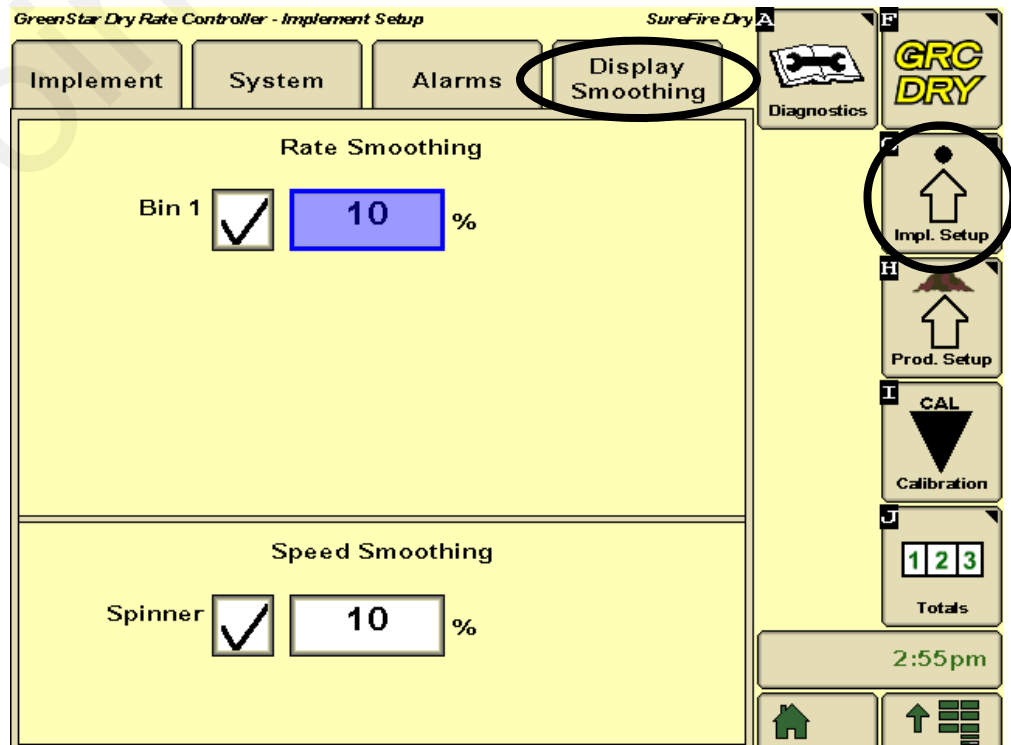 GreenStar Dry Rate Controller - Implement Setup
SureFire Dry
Implement
System
Alarms
Display
Smoothing
Rate Smoothing
Bin 1
10
%
Speed Smoothing
Spinner
10
%
A
Diagnostics
F
GRC
DRY
G
Impl. Setup
H
Prod. Setup
I
CAL
Calibration
J
1 2 3
Totals
2:55pm